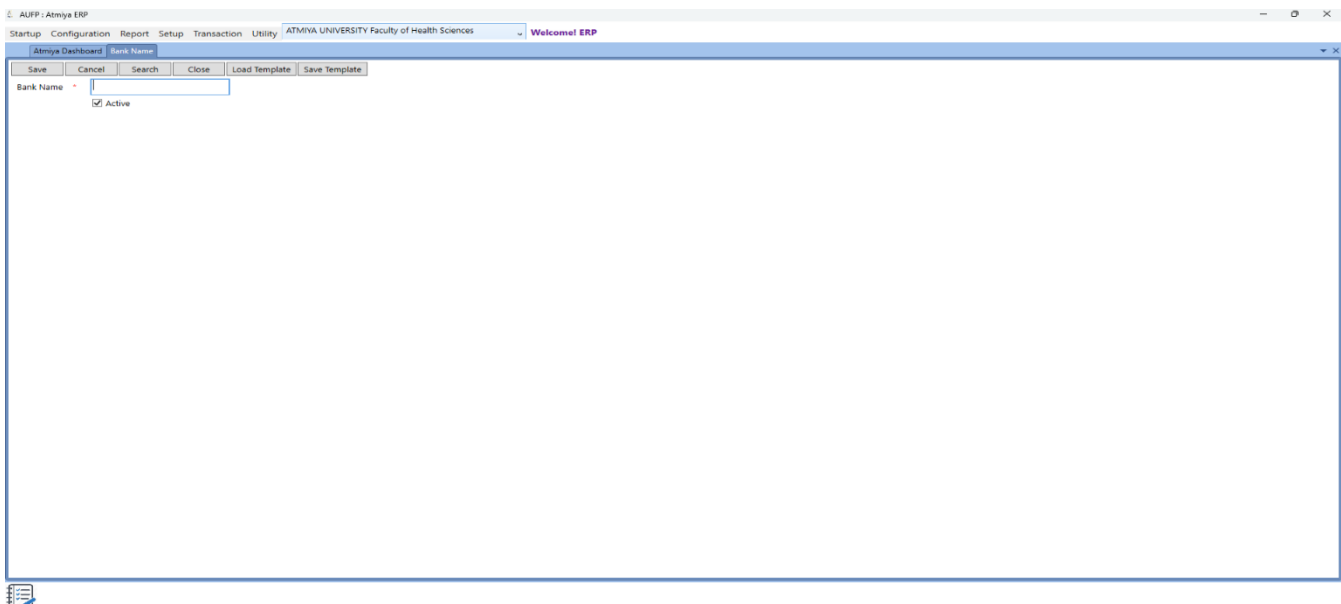 AUFP : Atmiya ERP
Startup Configuration Report Setup Transaction Utility ATMIYA UNIVERSITY Faculty of Health Sciences Welcome! ERP
Atmiya Dashboard Bank Name
Save Cancel Search Close Load Template Save Template
Bank Name *
Active